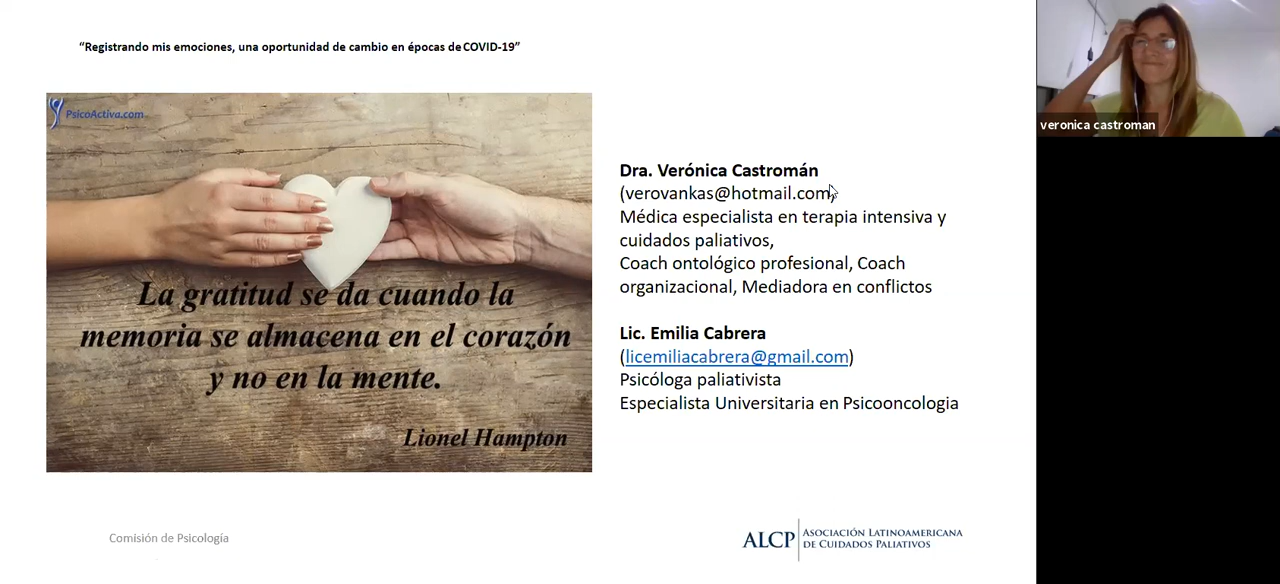 “Registrando mis emociones, una oportunidad de cambio en épocas de COVID-19”
PsicoActiva.com
La gratitud se da cuando la
memoria se almacena en el corazón
y no en la mente.
Lionel Hampton
Dra. Verónica Castromán
(verovankas@hotmail.com)
Médica especialista en terapia intensiva y
cuidados paliativos,
Coach ontológico profesional, Coach
organizacional, Mediadora en conflictos
Lic. Emilia Cabrera
(licemiliacabrera@gmail.com)
Psicóloga paliativista
Especialista Universitaria en Psicooncologia
Comisión de Psicología
ALCP
ASOCIACIÓN LATINOAMERICANA
DE CUIDADOS PALIATIVOS
veronica castroman